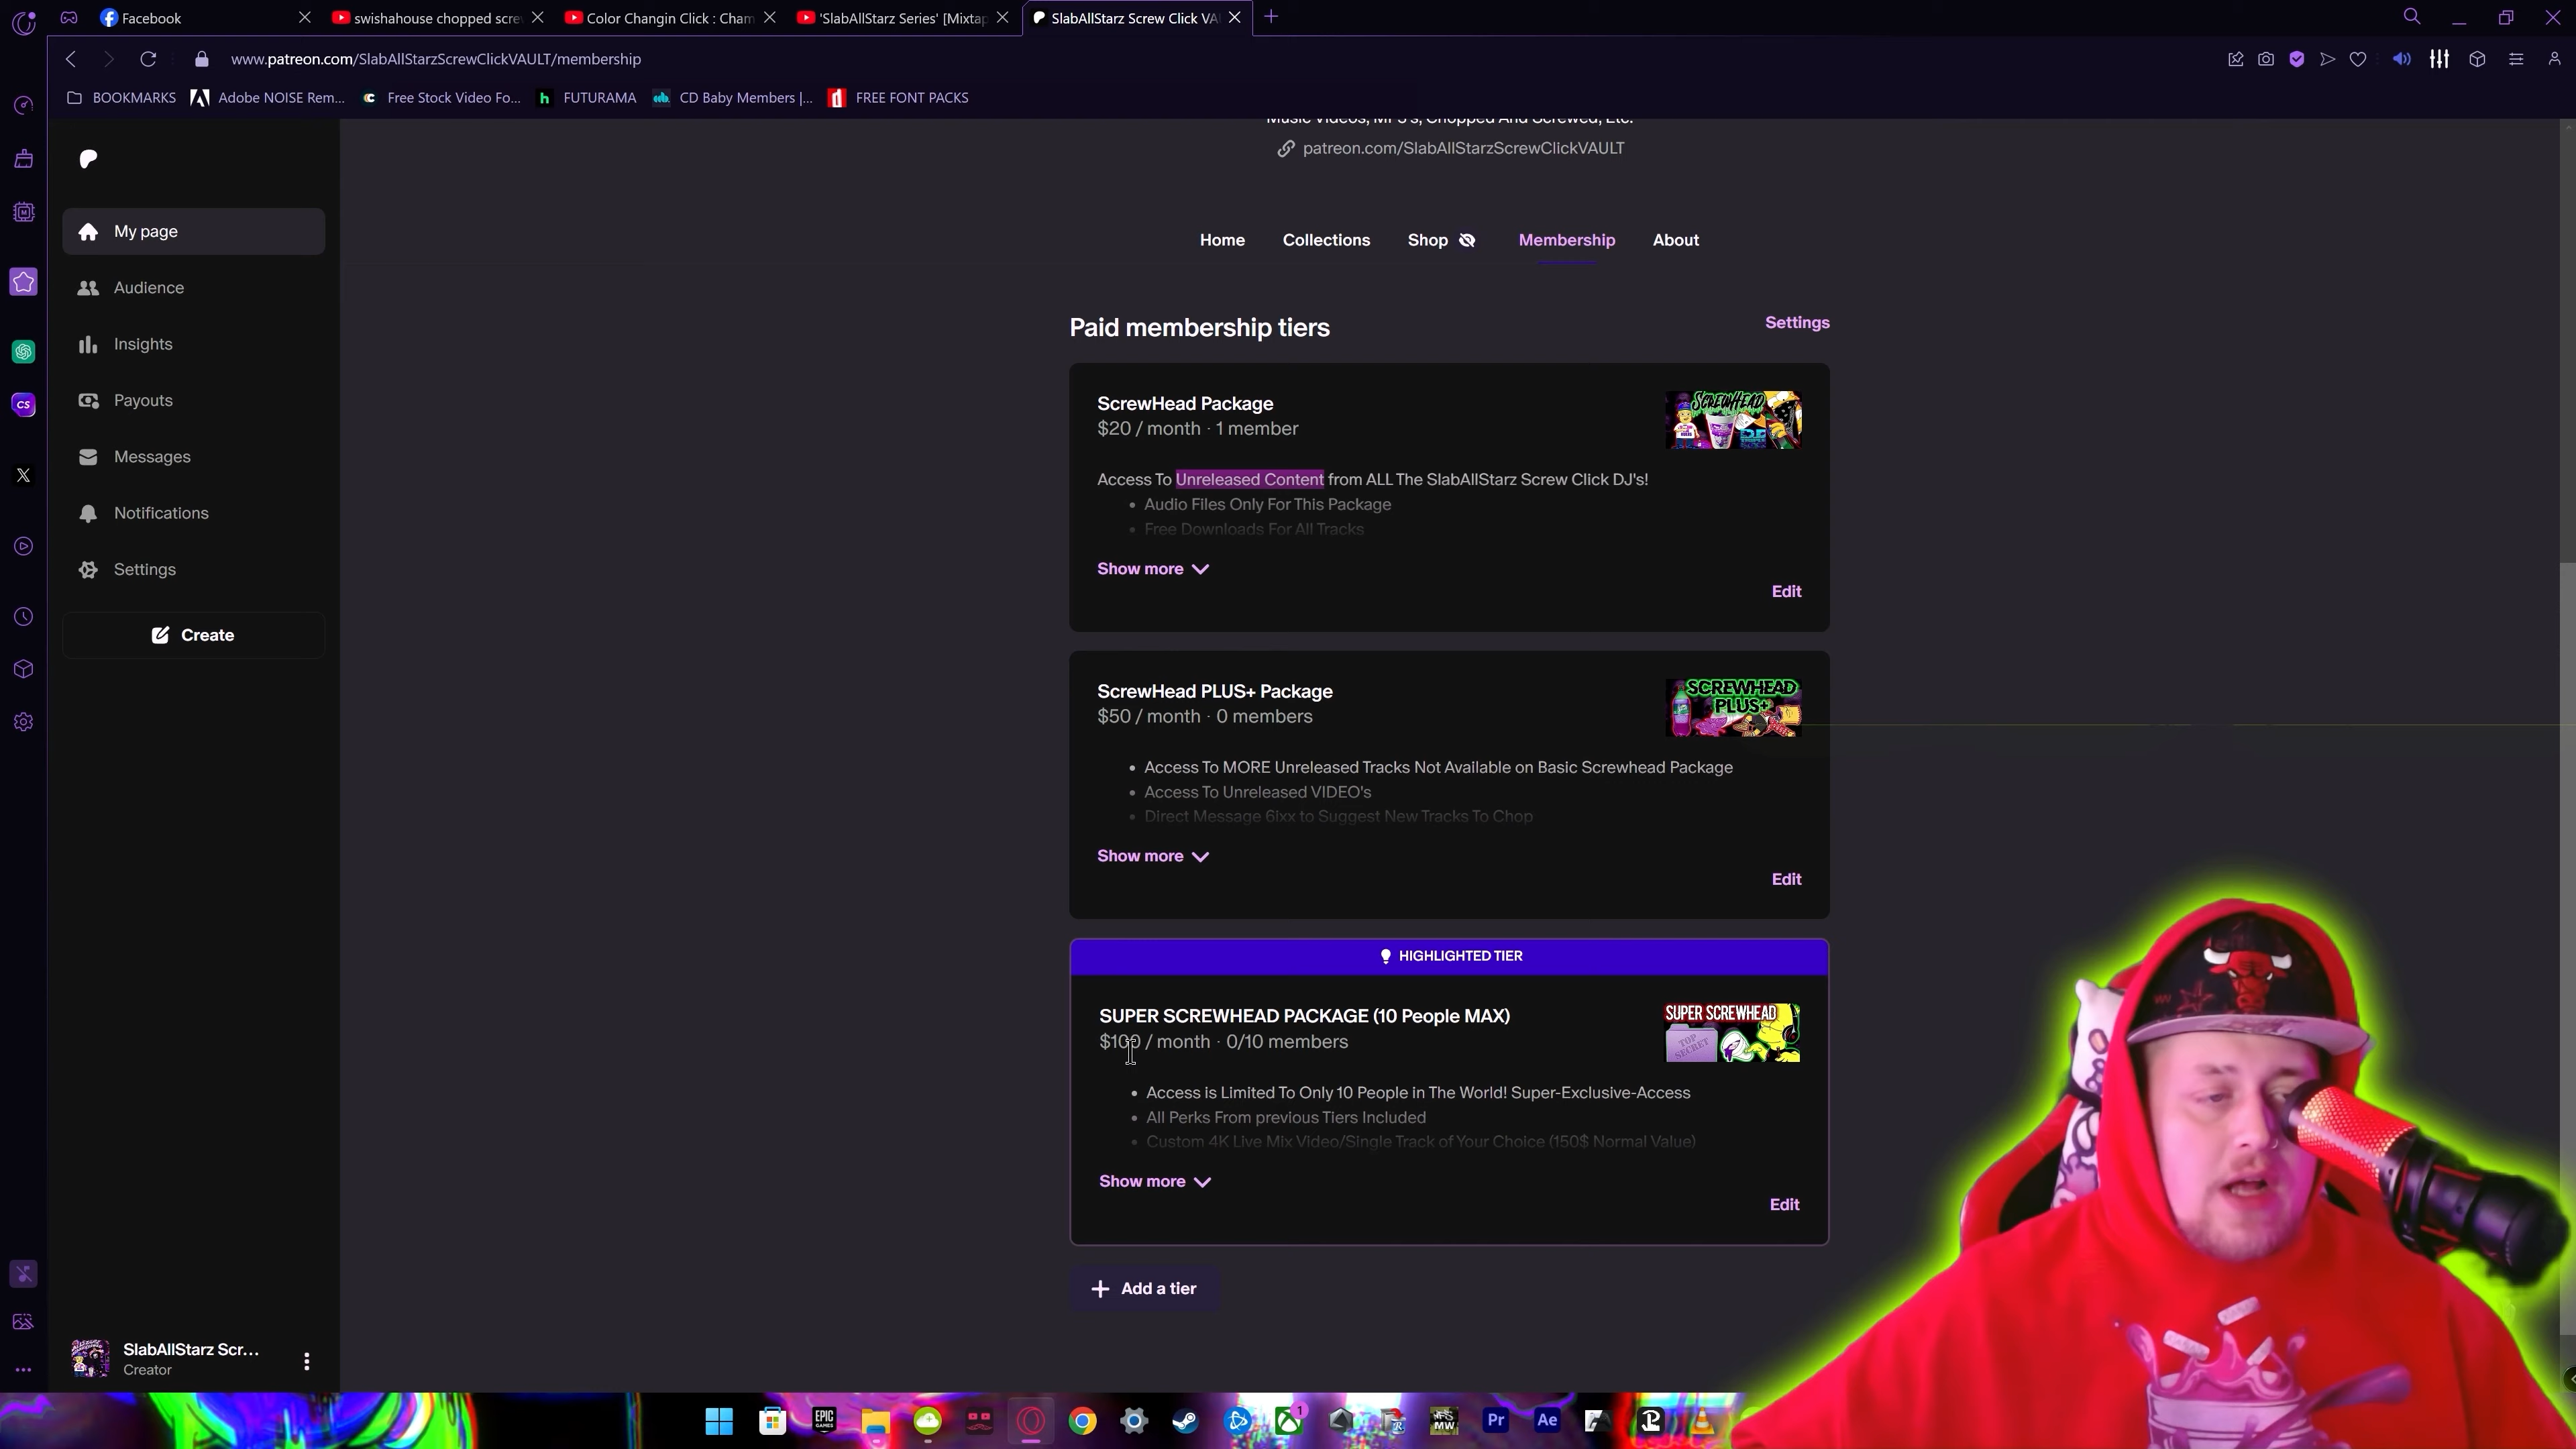 Facebook
swishahouse chopped scre
Color Changin Click : Cham
'SlabAllStarz Series' [Mixtap
SlabAllStarz Screw Click VA
www.patreon.com/SlabAllStarzScrewClickVAULT/membership
BOOKMARKS
Adobe NOISE Rem...
Free Stock Video Fo...
FUTURAMA
CD Baby Members |...
FREE FONT PACKS
Music Videos, MP3's, Chopped And Screwed, Etc.
patreon.com/SlabAllStarzScrewClickVAULT
My page
Audience
Insights
Payouts
Messages
Notifications
Settings
Create
Home
Collections
Shop
Membership
About
Paid membership tiers
Settings
ScrewHead Package
$20 / month · 1 member
SCREWHEAD
Access To Unreleased Content from ALL The SlabAllStarz Screw Click DJ's!
• Audio Files Only For This Package
• Free Downloads For All Tracks
Show more
Edit
ScrewHead PLUS+ Package
$50 / month · 0 members
SCREWHEAD
PLUS+
• Access To MORE Unreleased Tracks Not Available on Basic Screwhead Package
• Access To Unreleased VIDEO's
• Direct Message 6ixx to Suggest New Tracks To Chop
Show more
Edit
HIGHLIGHTED TIER
SUPER SCREWHEAD PACKAGE (10 People MAX)
$100 / month · 0/10 members
SUPER SCREWHEAD
TOP
SECRET
• Access is Limited To Only 10 People in The World! Super-Exclusive-Access
• All Perks From previous Tiers Included
• Custom 4K Live Mix Video/Single Track of Your Choice (150$ Normal Value)
Show more
Edit
Add a tier
SlabAllStarz Scr...
Creator
CS
EPIC
GAMES
1
MW
Pr
Ae